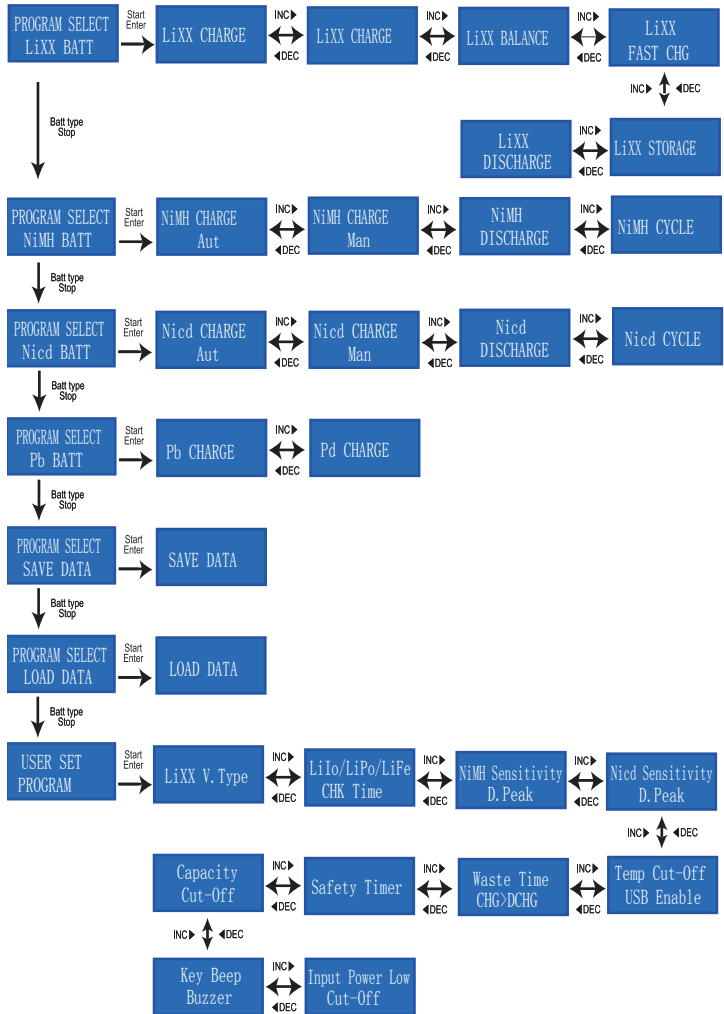 PROGRAM SELECT
LiXX BATT
Start
Enter
LiXX CHARGE
INC▶
◀DEC
LiXX CHARGE
INC▶
◀DEC
LiXX BALANCE
INC▶
◀DEC
LiXX
FAST CHG
INC▶ ◀DEC
Batt type
Stop
LiXX
DISCHARGE
INC▶
◀DEC
LiXX STORAGE
PROGRAM SELECT
NiMH BATT
Start
Enter
NiMH CHARGE
Aut
INC▶
◀DEC
NiMH CHARGE
Man
INC▶
◀DEC
NiMH
DISCHARGE
INC▶
◀DEC
NiMH CYCLE
Batt type
Stop
PROGRAM SELECT
Nicd BATT
Start
Enter
Nicd CHARGE
Aut
INC▶
◀DEC
Nicd CHARGE
Man
INC▶
◀DEC
Nicd
DISCHARGE
INC▶
◀DEC
Nicd CYCLE
Batt type
Stop
PROGRAM SELECT
Pb BATT
Start
Enter
Pb CHARGE
INC▶
◀DEC
Pd CHARGE
Batt type
Stop
PROGRAM SELECT
SAVE DATA
Start
Enter
SAVE DATA
Batt type
Stop
PROGRAM SELECT
LOAD DATA
Start
Enter
LOAD DATA
Batt type
Stop
USER SET
PROGRAM
Start
Enter
LiXX V.Type
INC▶
◀DEC
LiIo/LiPo/LiFe
CHK Time
INC▶
◀DEC
NiMH Sensitivity
D.Peak
INC▶
◀DEC
Nicd Sensitivity
D.Peak
INC▶ ◀DEC
Capacity
Cut-Off
INC▶
◀DEC
Safety Timer
INC▶
◀DEC
Waste Time
CHG>DCHG
INC▶
◀DEC
Temp Cut-Off
USB Enable
INC▶ ◀DEC
Key Beep
Buzzer
INC▶
◀DEC
Input Power Low
Cut-Off